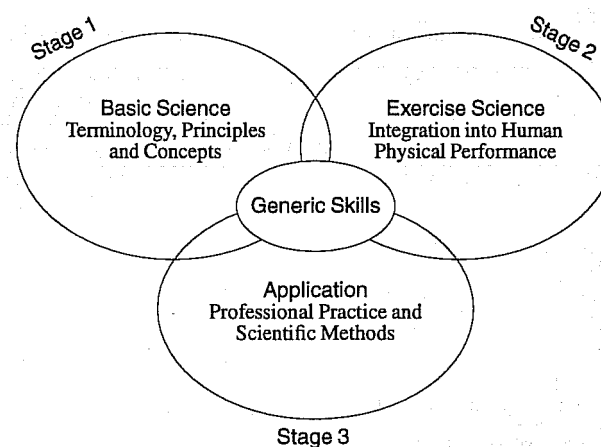 Stage 1
Stage 2
Basic Science
Terminology, Principles
and Concepts
Exercise Science
Integration into Human
Physical Performance
Generic Skills
Application
Professional Practice and
Scientific Methods
Stage 3